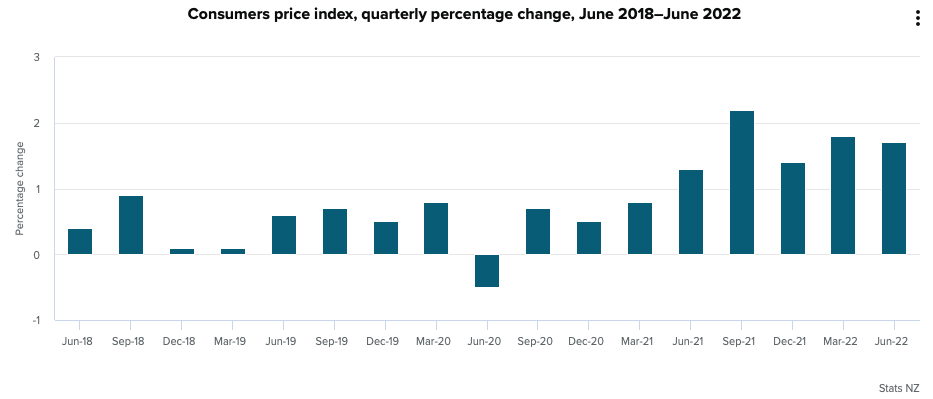 Consumers price index, quarterly percentage change, June 2018–June 2022
3
2
1
0
-1
Percentage change
Jun-18 Sep-18 Dec-18 Mar-19 Jun-19 Sep-19 Dec-19 Mar-20 Jun-20 Sep-20 Dec-20 Mar-21 Jun-21 Sep-21 Dec-21 Mar-22 Jun-22
Stats NZ